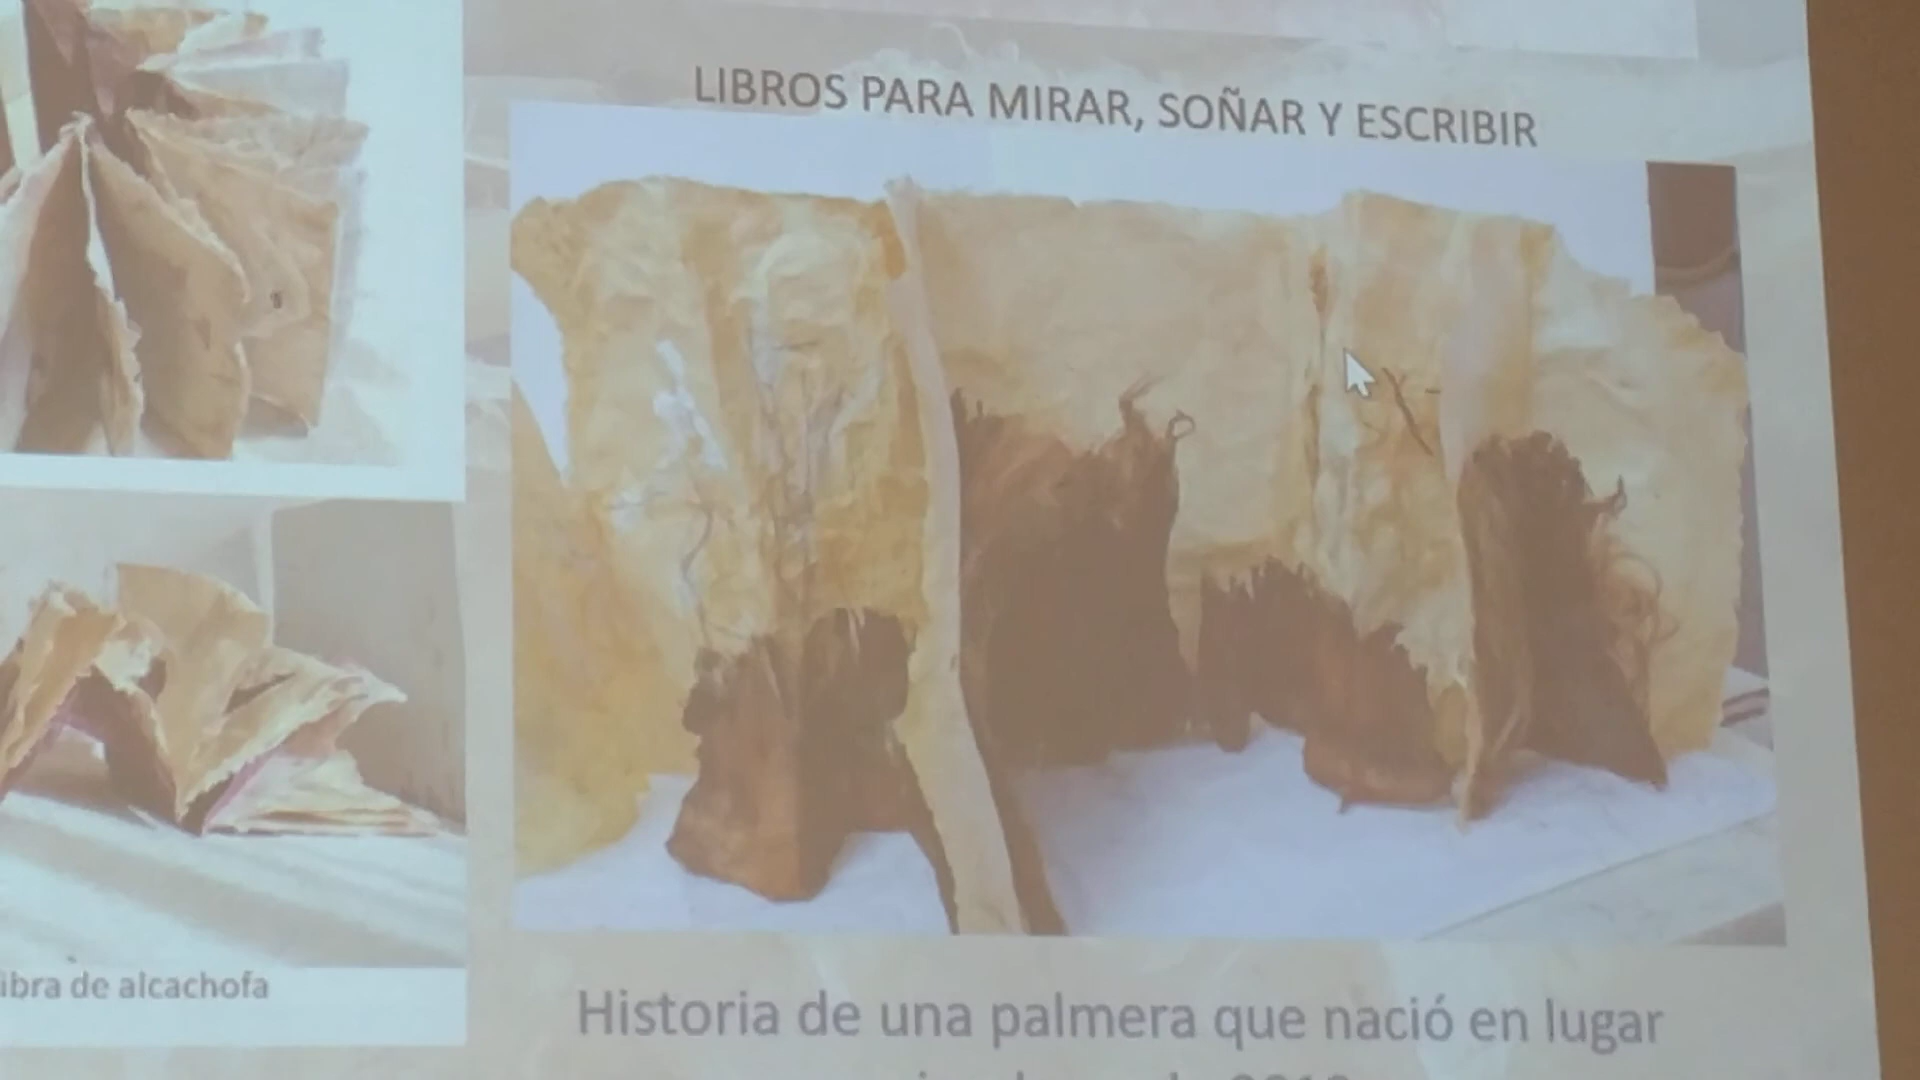 LIBROS PARA MIRAR, SOÑAR Y ESCRIBIR
ibra de alcachofa
Historia de una palmera que nació en lugar